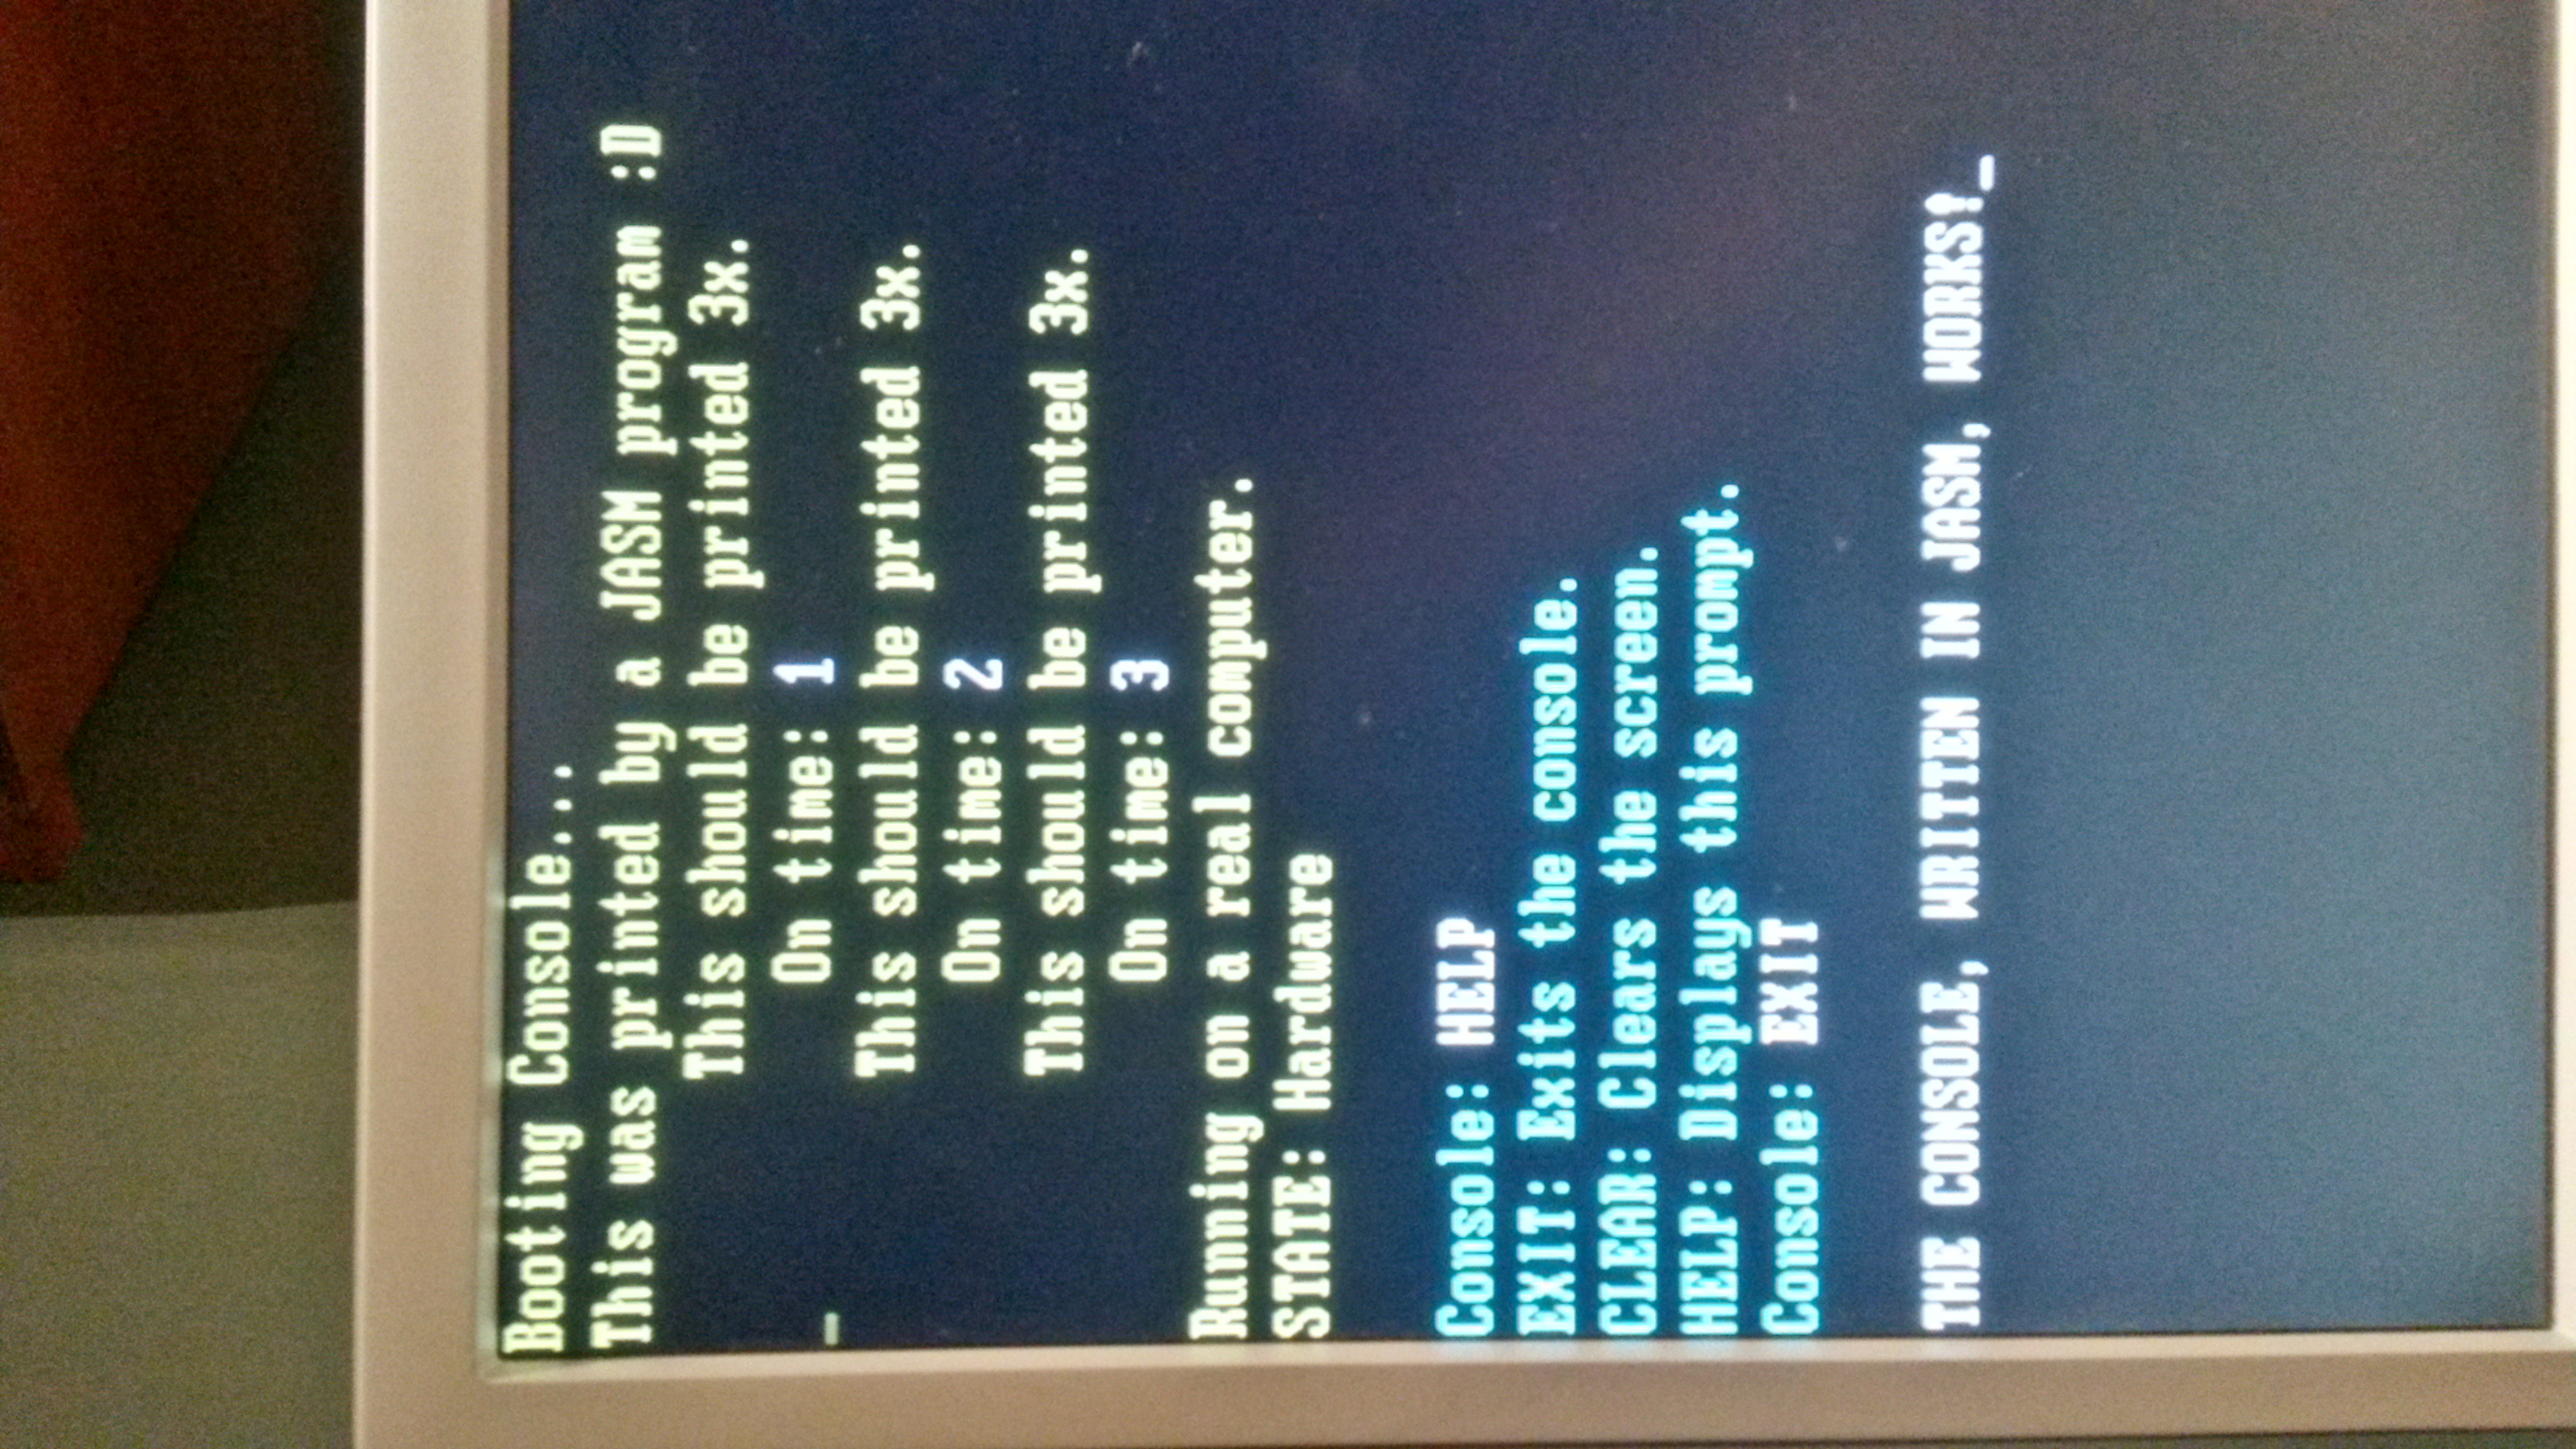 Booting Console...
This was printed by a JASM program :D
This should be printed 3x.
On time: 1
_
This should be printed 3x.
On time: 2
This should be printed 3x.
On time: 3
Running on a real computer.
STATE: Hardware
Console: HELP
EXIT: Exits the console.
CLEAR: Clears the screen.
HELP: Displays this prompt.
Console: EXIT
THE CONSOLE, WRITTEN IN JASM, WORKS!_